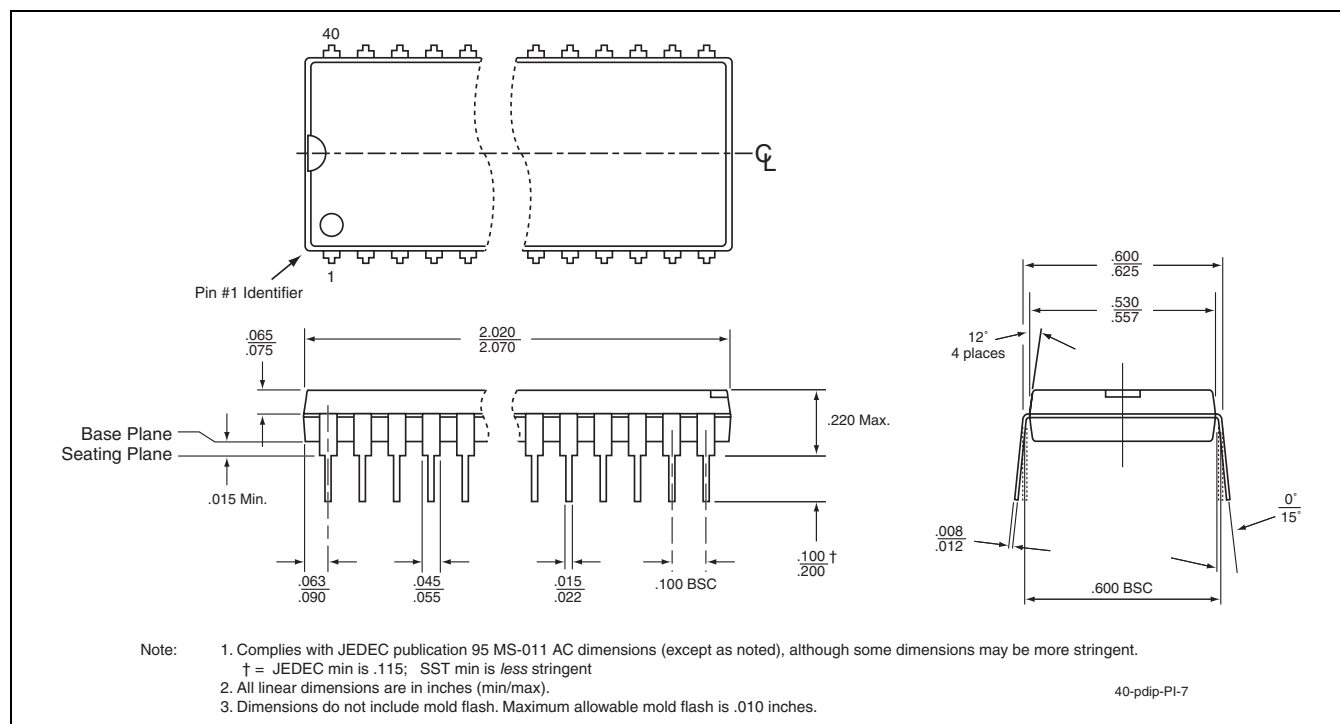 40
CL
1
Pin #1 Identifier
.600
.625
.530
.557
12°
4 places
.065
.075
2.020
2.070
.220 Max.
Base Plane
Seating Plane
.015 Min.
0°
15°
.008
.012
.100 †
.200
.063
.090
.045
.055
.015
.022
.100 BSC
.600 BSC
Note: 1. Complies with JEDEC publication 95 MS-011 AC dimensions (except as noted), although some dimensions may be more stringent.
† = JEDEC min is .115; SST min is less stringent
2. All linear dimensions are in inches (min/max).
3. Dimensions do not include mold flash. Maximum allowable mold flash is .010 inches.
40-pdip-PI-7